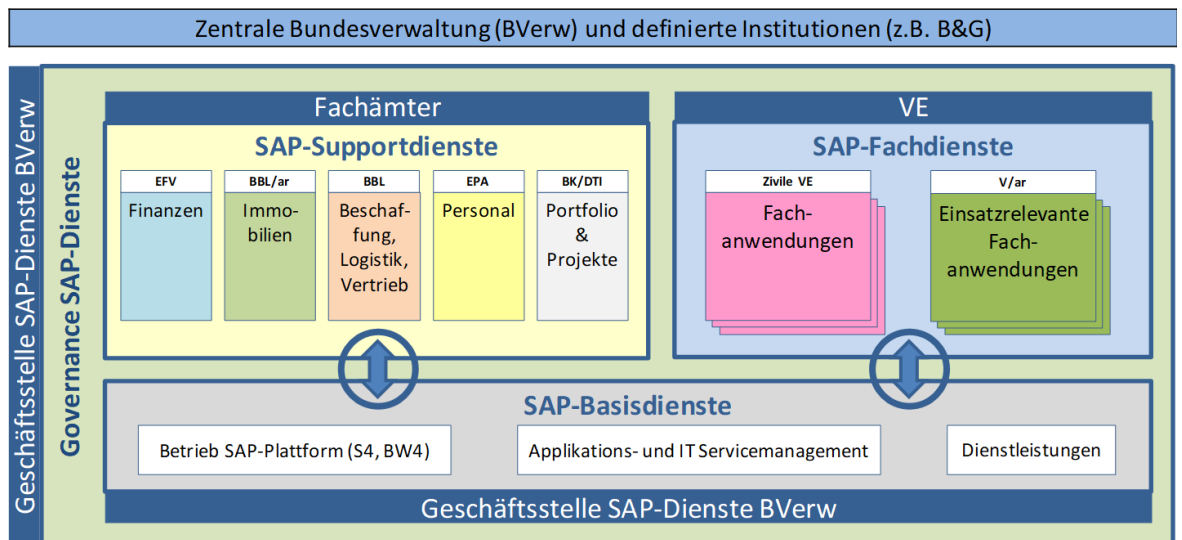 Zentrale Bundesverwaltung (BVerw) und definierte Institutionen (z.B. B&G)
Geschäftsstelle SAP-Dienste BVerw
Governance SAP-Dienste
Fachämter
SAP-Supportdienste
EFV
Finanzen
BBL/ar
Immo-
bilien
BBL
Beschaf-
fung,
Logistik,
Vertrieb
EPA
Personal
BK/DTI
Portfolio
&
Projekte
VE
SAP-Fachdienste
Zivile VE
Fach-
anwendungen
V/ar
Einsatzrelevante
Fach-
anwendungen
SAP-Basisdienste
Betrieb SAP-Plattform (S4, BW4)
Applikations- und IT Servicemanagement
Dienstleistungen
Geschäftsstelle SAP-Dienste BVerw